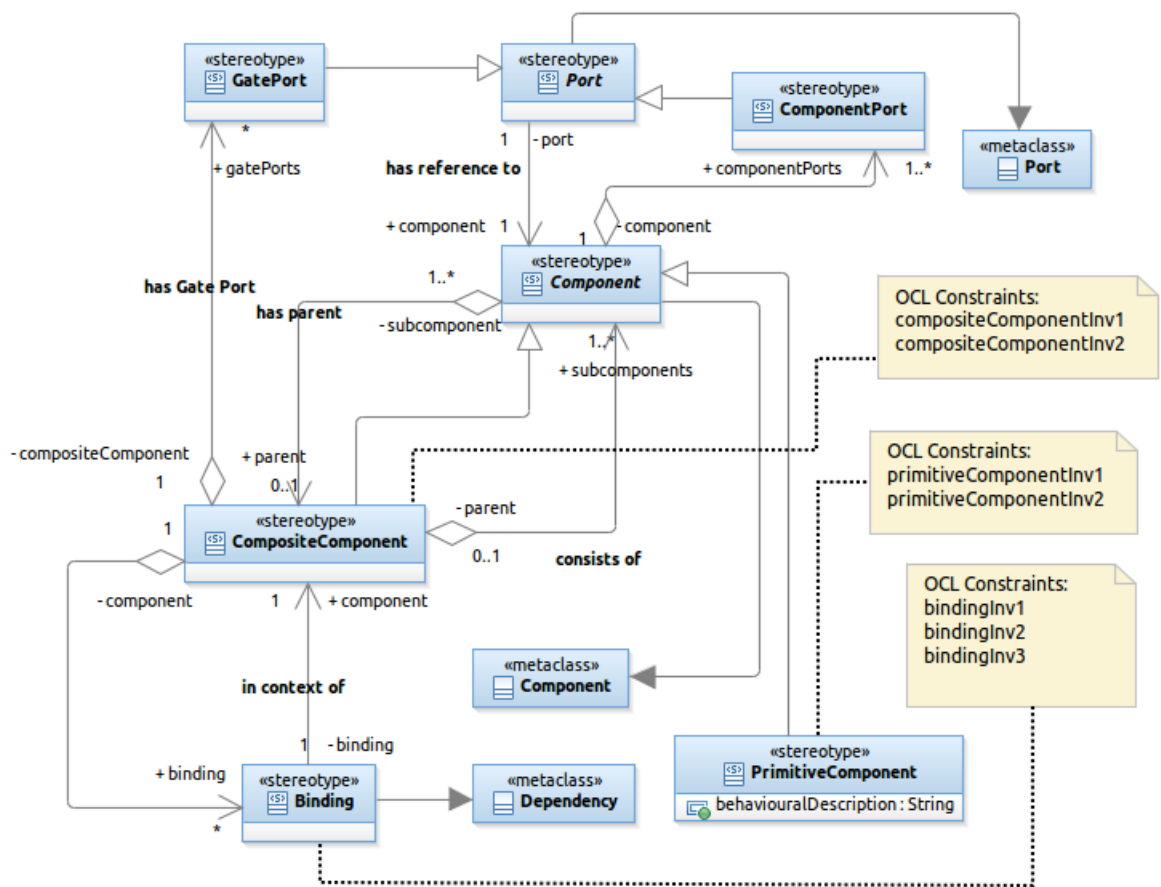 «stereotype»
GatePort
«stereotype»
Port
«stereotype»
ComponentPort
«metaclass»
Port
*
+ gatePorts
1
- port
has reference to
+ componentPorts
1..*
+ component
1
1
- component
«stereotype»
Component
1..*
- subcomponent
has Gate Port
has parent
1..*
+ subcomponents
OCL Constraints:
compositeComponentInv1
compositeComponentInv2
- compositeComponent
1
+ parent
0..1
OCL Constraints:
primitiveComponentInv1
primitiveComponentInv2
1
«stereotype»
CompositeComponent
- parent
0..1
consists of
- component
1
+ component
OCL Constraints:
bindingInv1
bindingInv2
bindingInv3
«metaclass»
Component
in context of
1
- binding
+ binding
*
«stereotype»
Binding
«metaclass»
Dependency
«stereotype»
PrimitiveComponent
behaviouralDescription : String